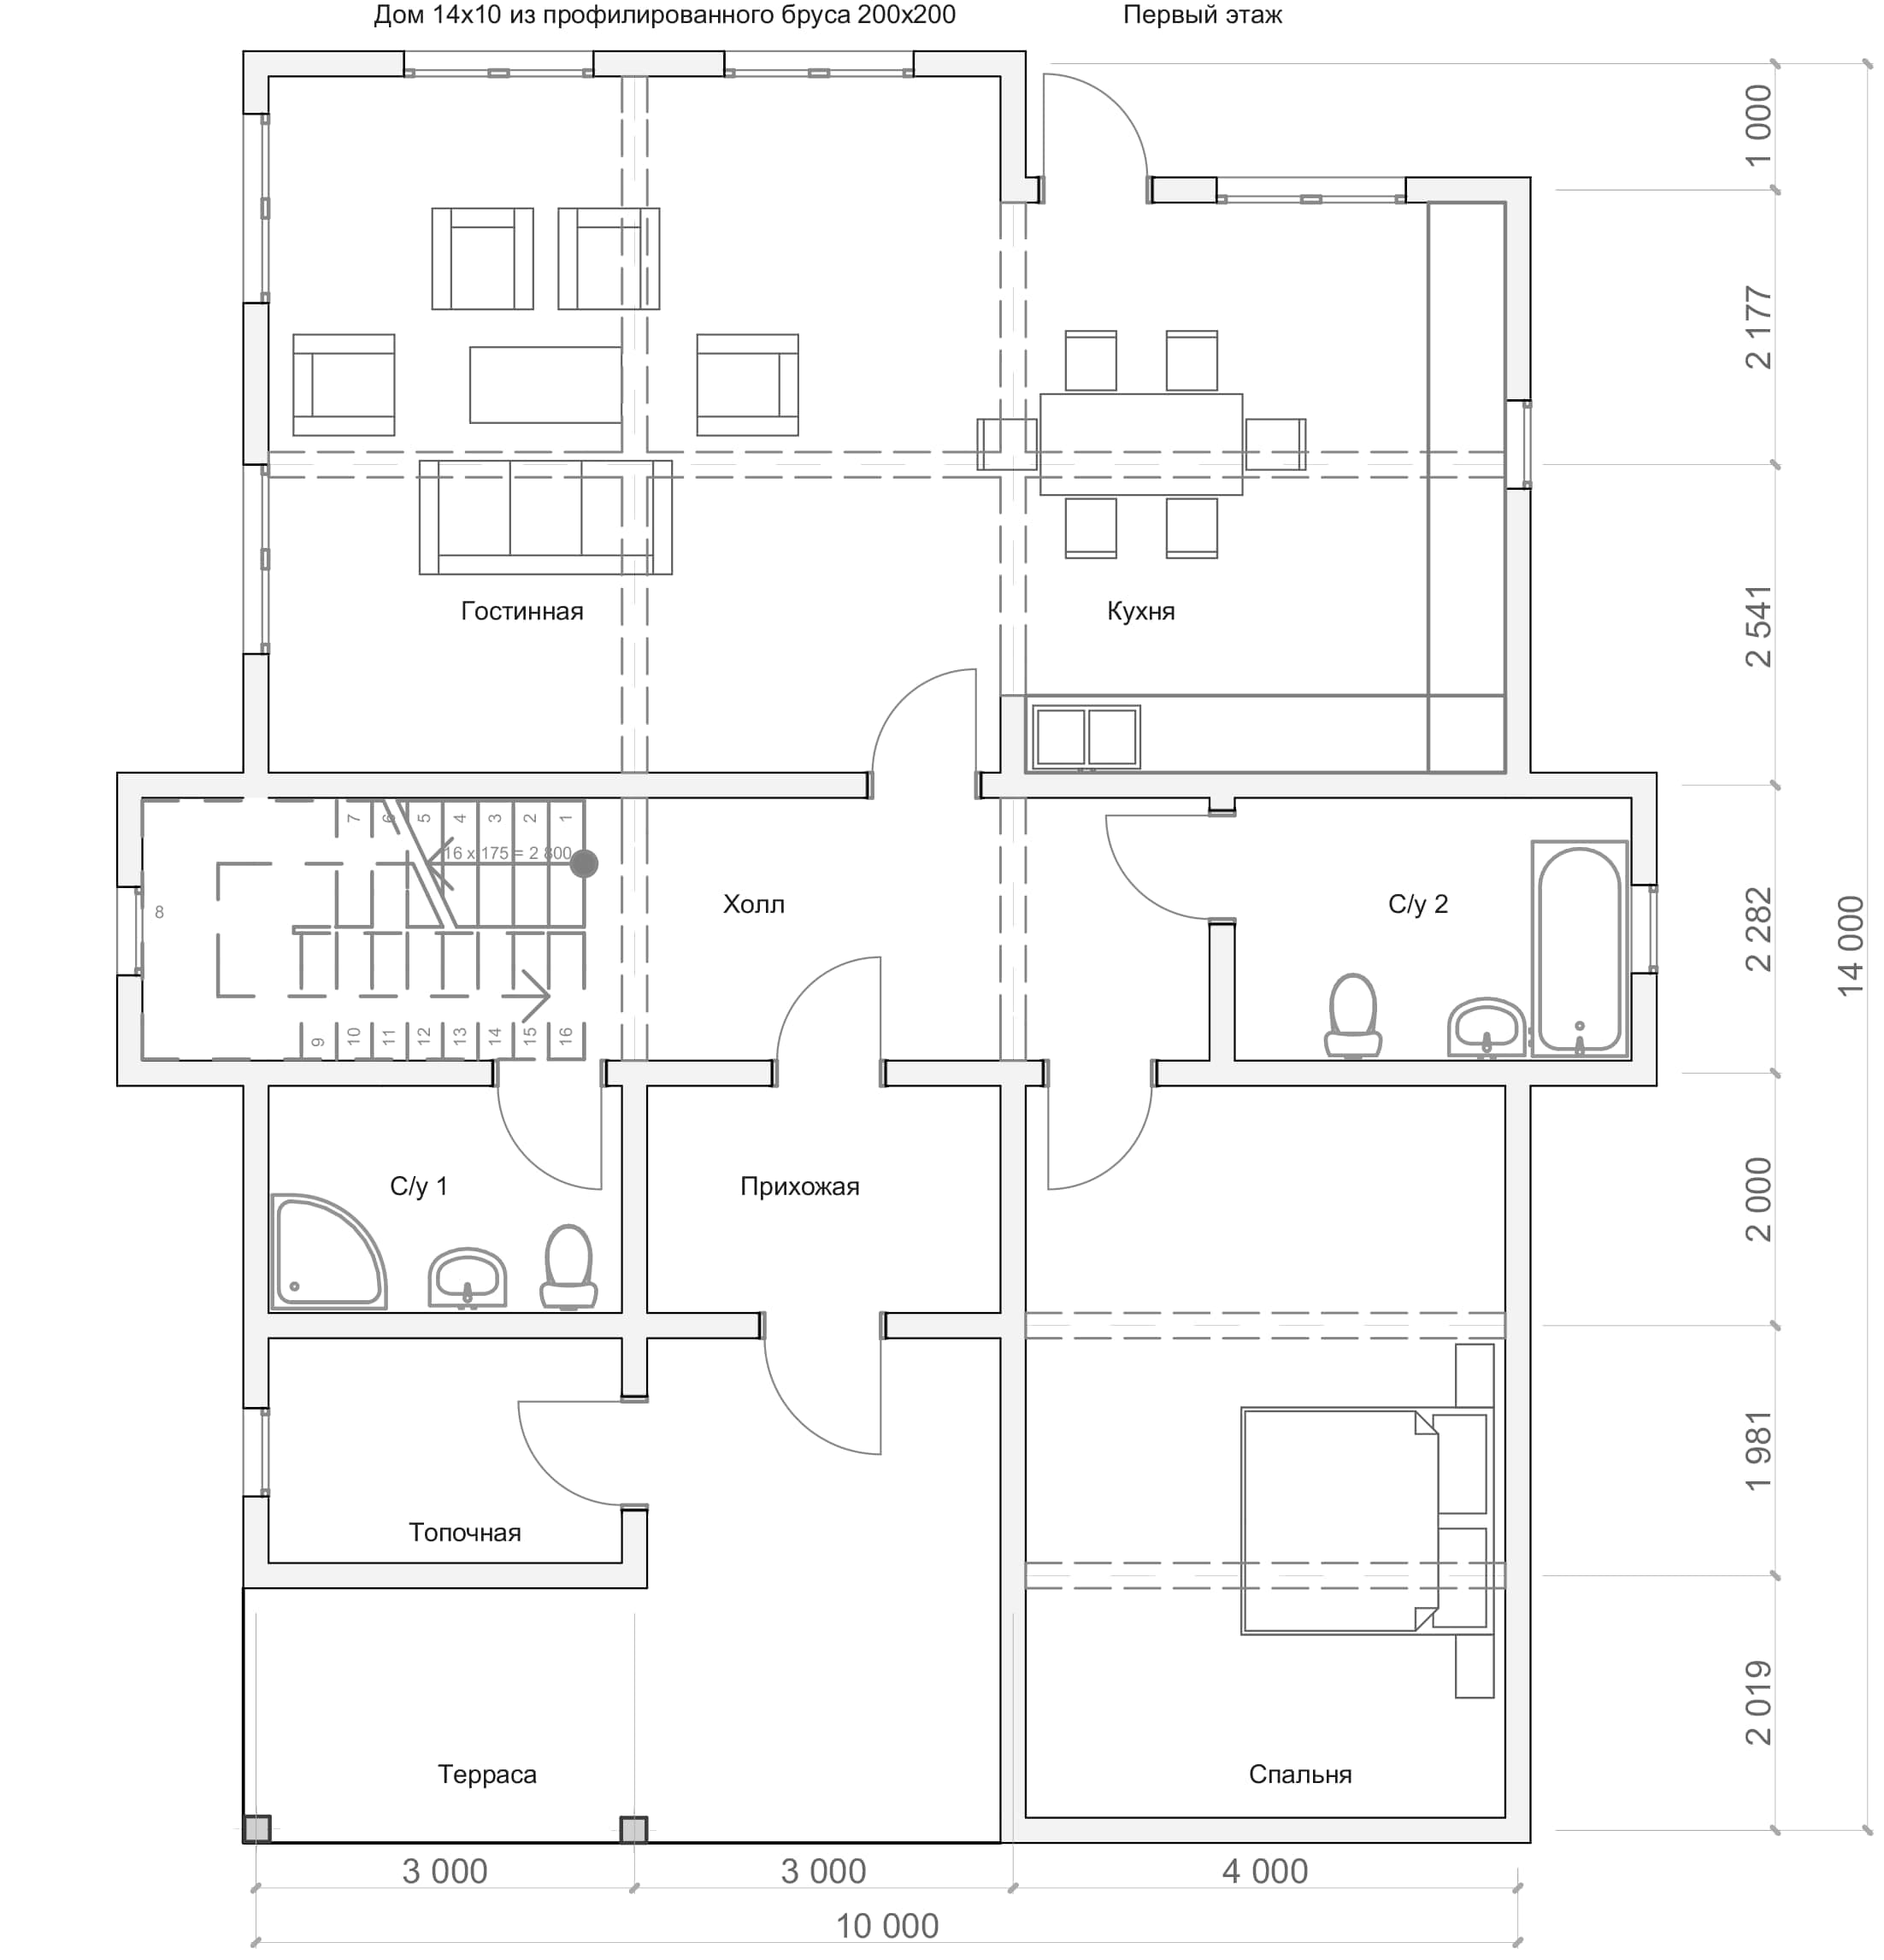 Дом 14х10 из профилированного бруса 200х200
Первый этаж
1 000
2 177
2 541
2 282
2 000
1 981
2 019
14 000
Гостинная
Кухня
7 6 5 4 3 2 1
16 x 175 = 2 800
8
Холл
С/у 2
9 10 11 12 13 14 15 16
С/у 1
Прихожая
Топочная
Терраса
Спальня
3 000
3 000
4 000
10 000